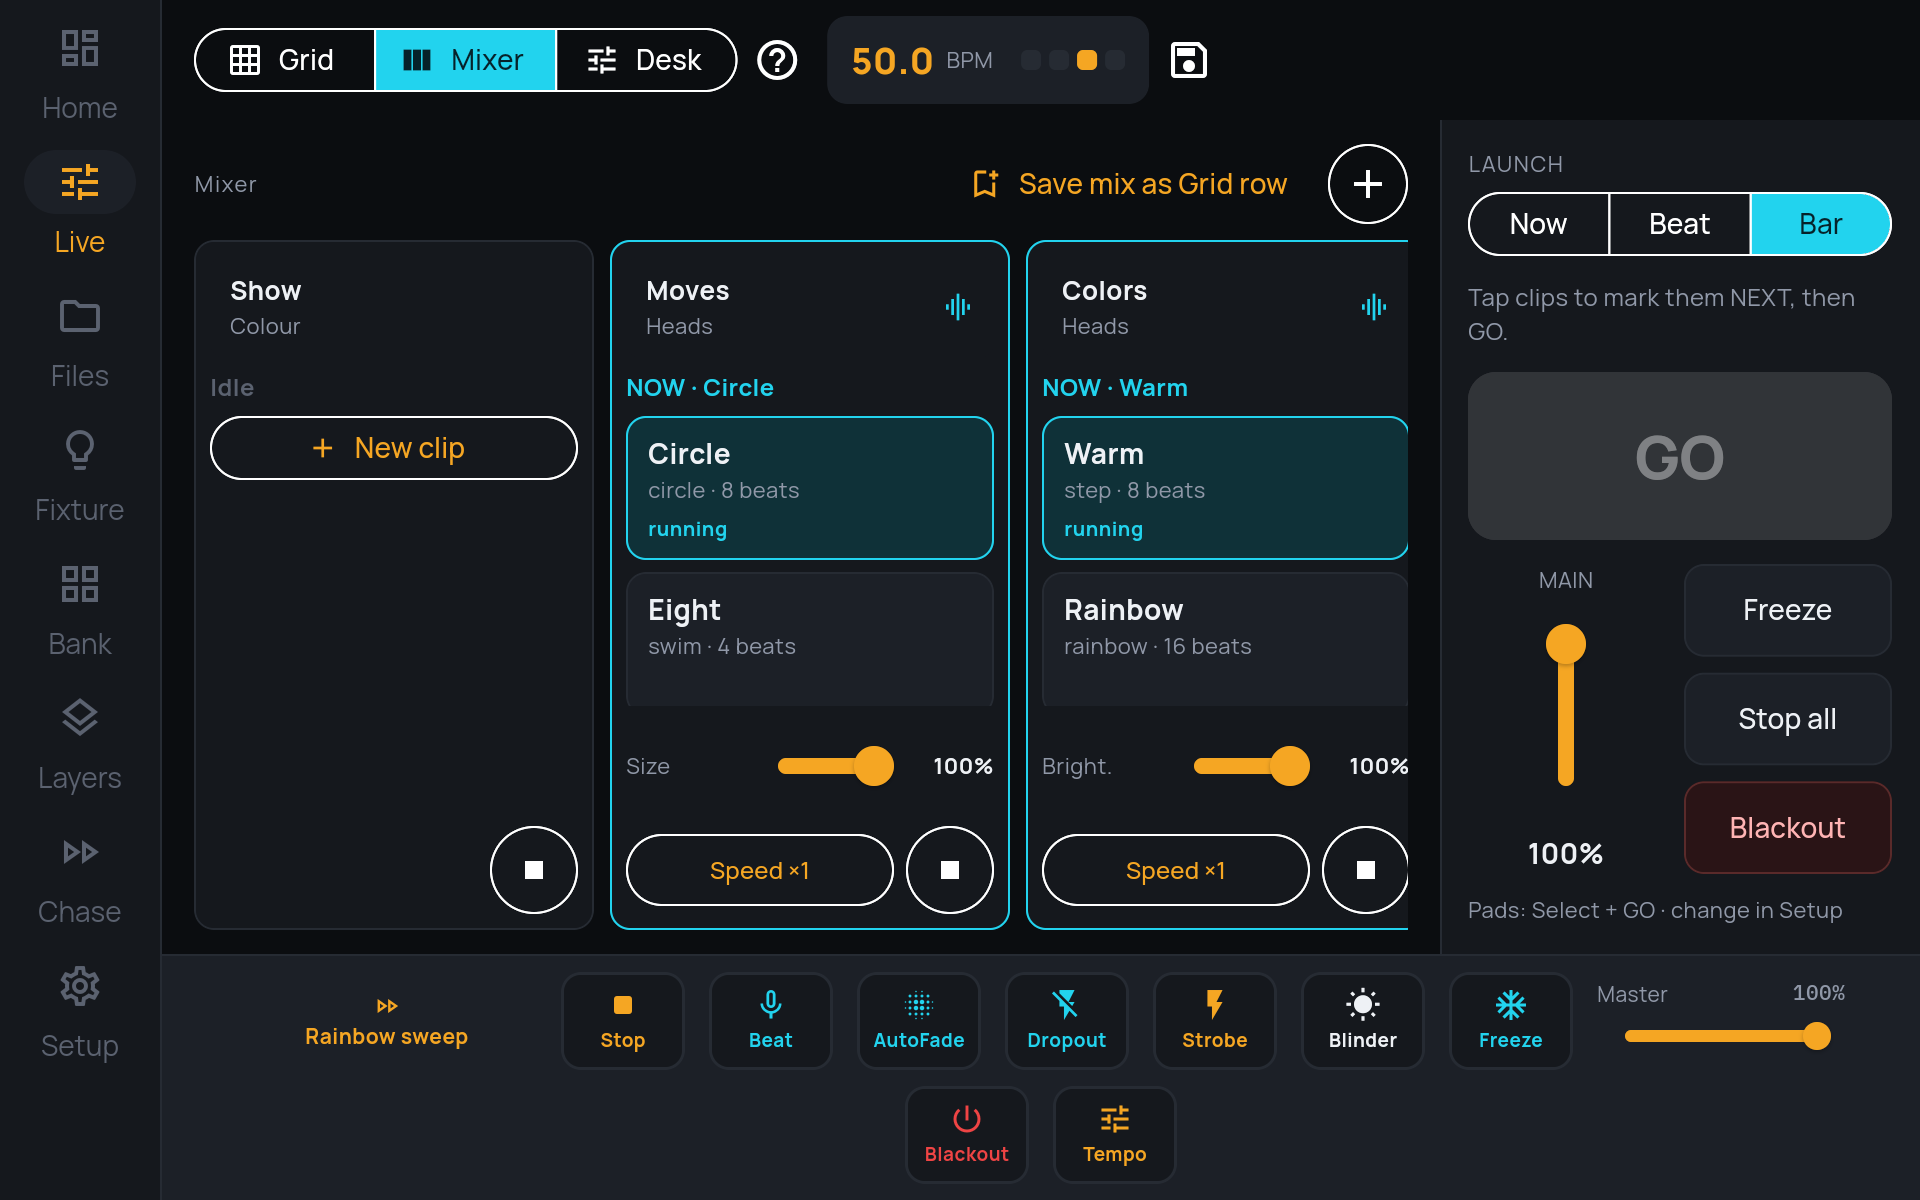 Home
Live
Files
Fixture
Bank
Layers
Chase
Setup
Grid
Mixer
Desk
50.0 BPM
Mixer
Save mix as Grid row
Show
Colour
Idle
New clip
Moves
Heads
NOW · Circle
Circle
circle · 8 beats
running
Eight
swim · 4 beats
Size
100%
Speed ×1
Colors
Heads
NOW · Warm
Warm
step · 8 beats
running
Rainbow
rainbow · 16 beats
Bright.
100%
Speed ×1
LAUNCH
Now
Beat
Bar
Tap clips to mark them NEXT, then
GO.
GO
MAIN
100%
Freeze
Stop all
Blackout
Pads: Select + GO · change in Setup
Rainbow sweep
Stop
Beat
AutoFade
Dropout
Strobe
Blinder
Freeze
Master
100%
Blackout
Tempo